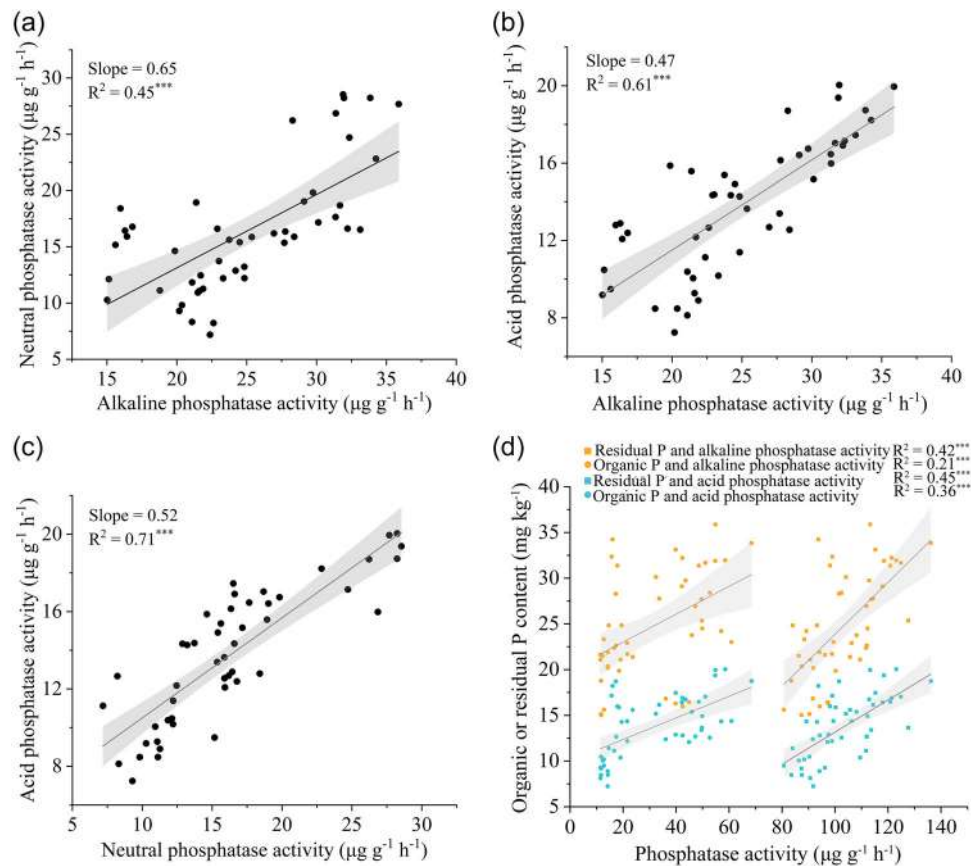 (a)
Slope = 0.65
R² = 0.45***
Neutral phosphatase activity (μg g⁻¹ h⁻¹)
30
25
20
15
10
5
15 20 25 30 35 40
Alkaline phosphatase activity (μg g⁻¹ h⁻¹)
(b)
Slope = 0.47
R² = 0.61***
Acid phosphatase activity (μg g⁻¹ h⁻¹)
20
16
12
8
15 20 25 30 35 40
Alkaline phosphatase activity (μg g⁻¹ h⁻¹)
(c)
Slope = 0.52
R² = 0.71***
Acid phosphatase activity (μg g⁻¹ h⁻¹)
20
16
12
8
5 10 15 20 25 30
Neutral phosphatase activity (μg g⁻¹ h⁻¹)
(d)
Residual P and alkaline phosphatase activity R² = 0.42***
Organic P and alkaline phosphatase activity R² = 0.21***
Residual P and acid phosphatase activity R² = 0.45***
Organic P and acid phosphatase activity R² = 0.36***
Organic or residual P content (mg kg⁻¹)
40
35
30
25
20
15
10
5
0 20 40 60 80 100 120 140
Phosphatase activity (μg g⁻¹ h⁻¹)